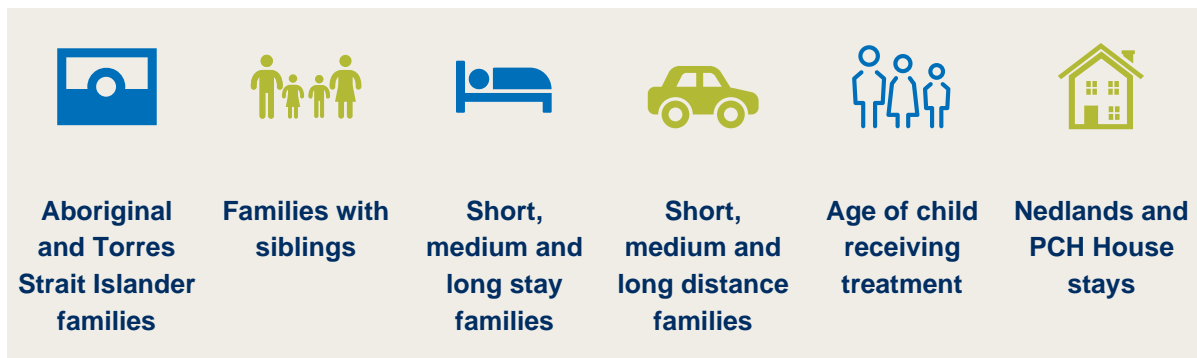 Aboriginal
and Torres
Strait Islander
families
Families with
siblings
Short,
medium and
long stay
families
Short,
medium and
long distance
families
Age of child
receiving
treatment
Nedlands and
PCH House
stays